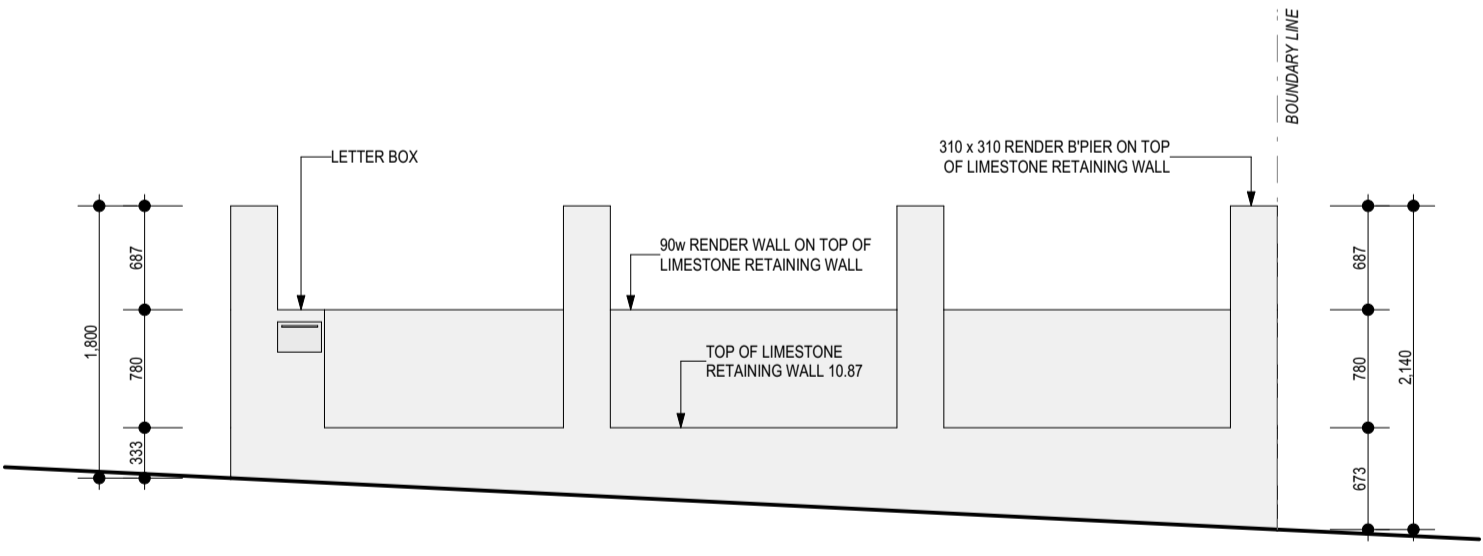 BOUNDARY LINE
LETTER BOX
310 x 310 RENDER B'PIER ON TOP
OF LIMESTONE RETAINING WALL
90w RENDER WALL ON TOP OF
LIMESTONE RETAINING WALL
TOP OF LIMESTONE
RETAINING WALL 10.87
1,800
687
780
333
687
780
673
2,140